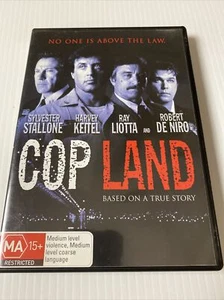 NO ONE IS ABOVE THE LAW.
SYLVESTER STALLONE
HARVEY KEITEL
RAY LIOTTA
AND
ROBERT DE NIRO
COP LAND
BASED ON A TRUE STORY
MA 15+
RESTRICTED
Medium level
violence, Medium
level coarse
language